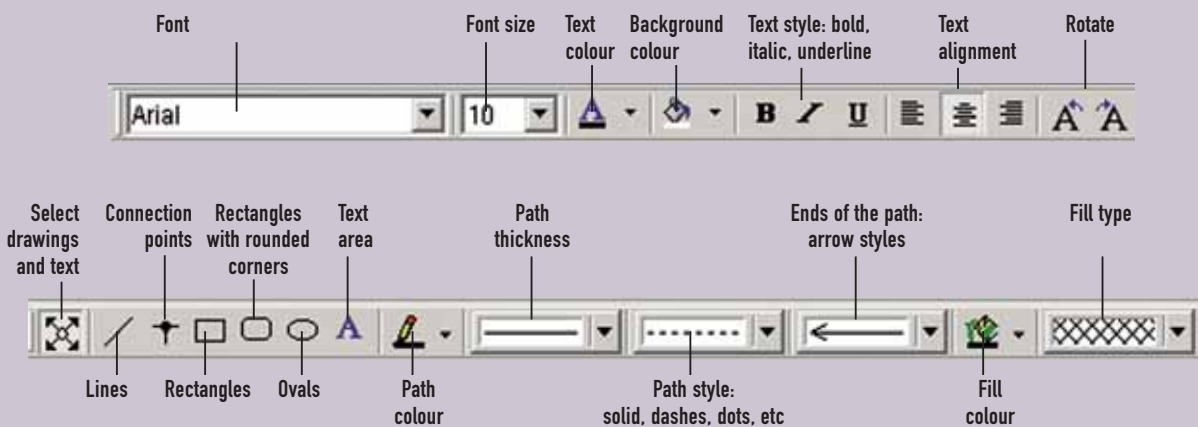 Font Font size Text Background Text style: bold, Text Rotate
colour colour italic, underline alignment
Arial 10 A B I U A A
Select Connection Rectangles Text Path Ends of the path: Fill type
drawings points with rounded area thickness arrow styles
and text corners
A
Lines Rectangles Ovals Path Path style: Fill
colour solid, dashes, dots, etc colour